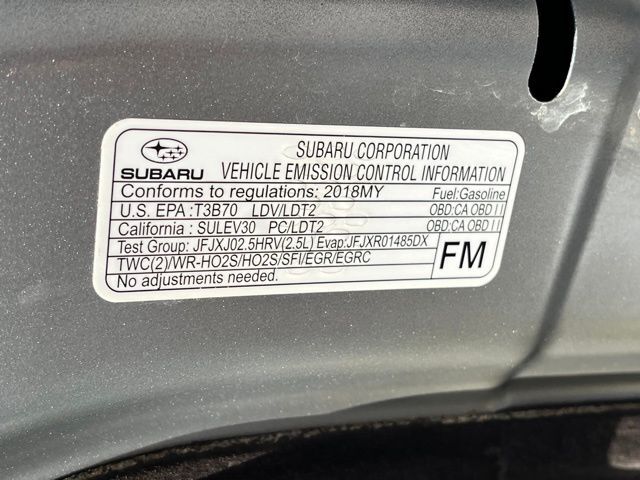 SUBARU CORPORATION
SUBARU VEHICLE EMISSION CONTROL INFORMATION
Conforms to regulations: 2018MY Fuel:Gasoline
U.S. EPA :T3B70 LDV/LDT2 OBD:CA OBD II
California : SULEV30 PC/LDT2 OBD:CA OBD II
Test Group: JFJXJ02.5HRV(2.5L) Evap:JFJXR01485DX
TWC(2)/WR-HO2S/HO2S/SFI/EGR/EGRC
No adjustments needed.
FM